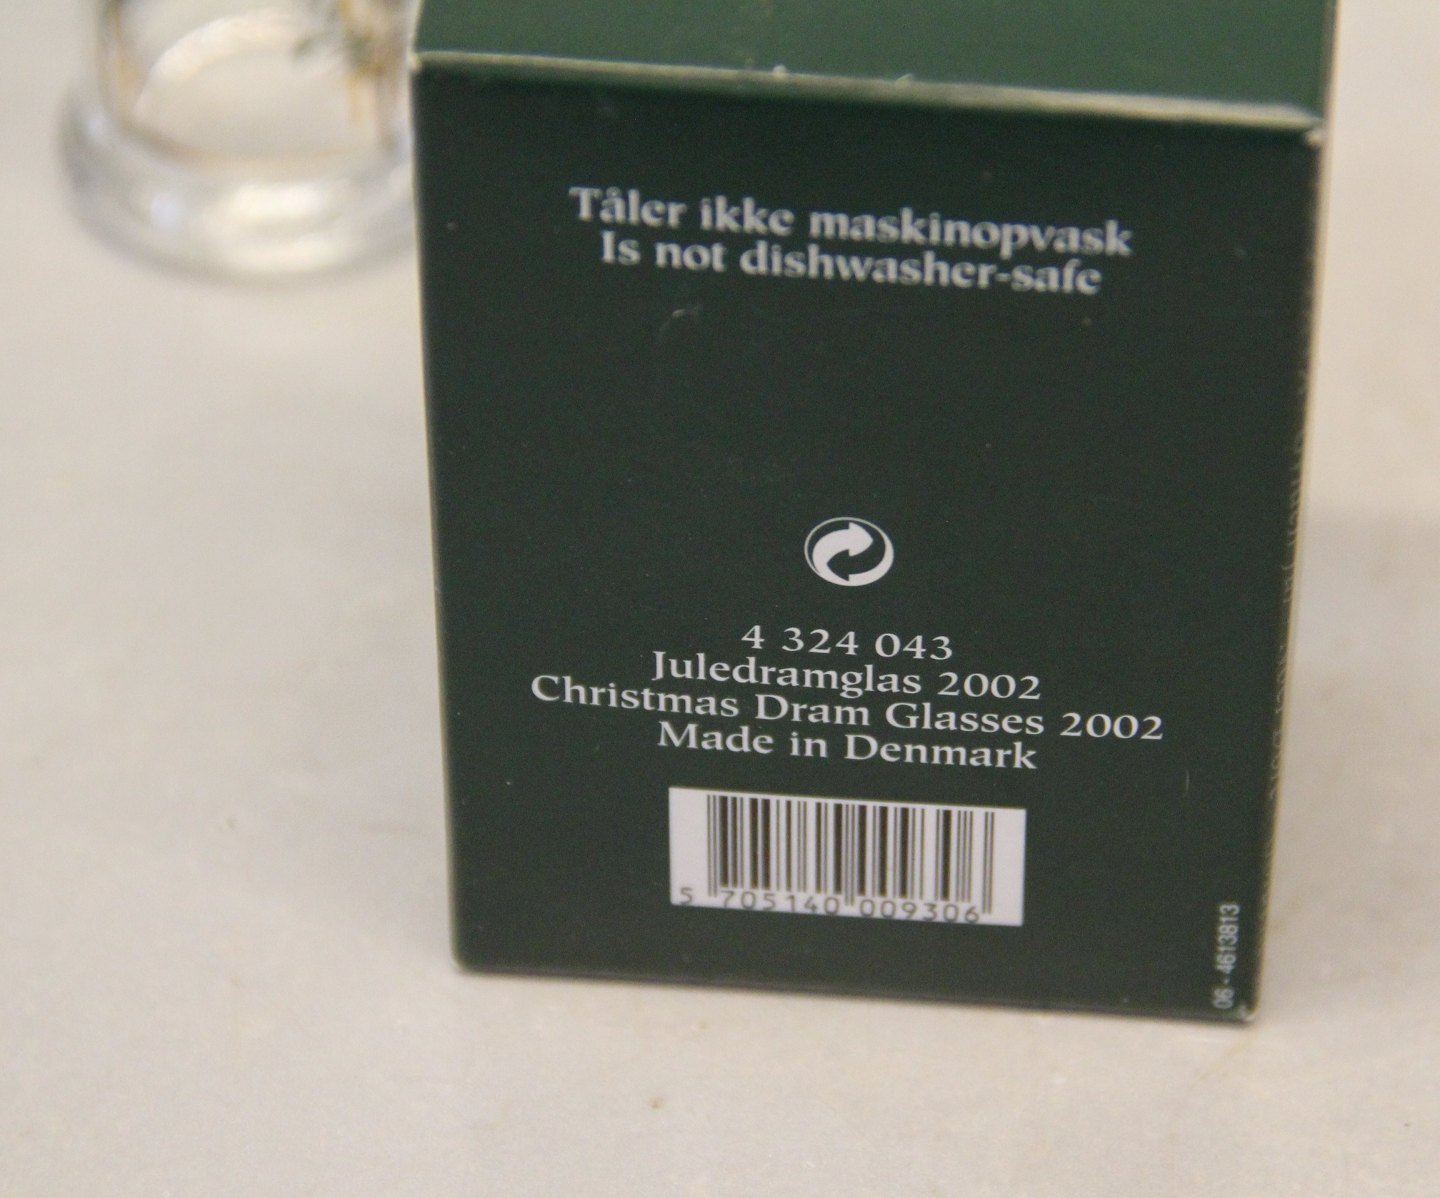 Tåler ikke maskinopvask
Is not dishwasher-safe
4 324 043
Juledramglas 2002
Christmas Dram Glasses 2002
Made in Denmark
5 705140 009306
06 - 4613813